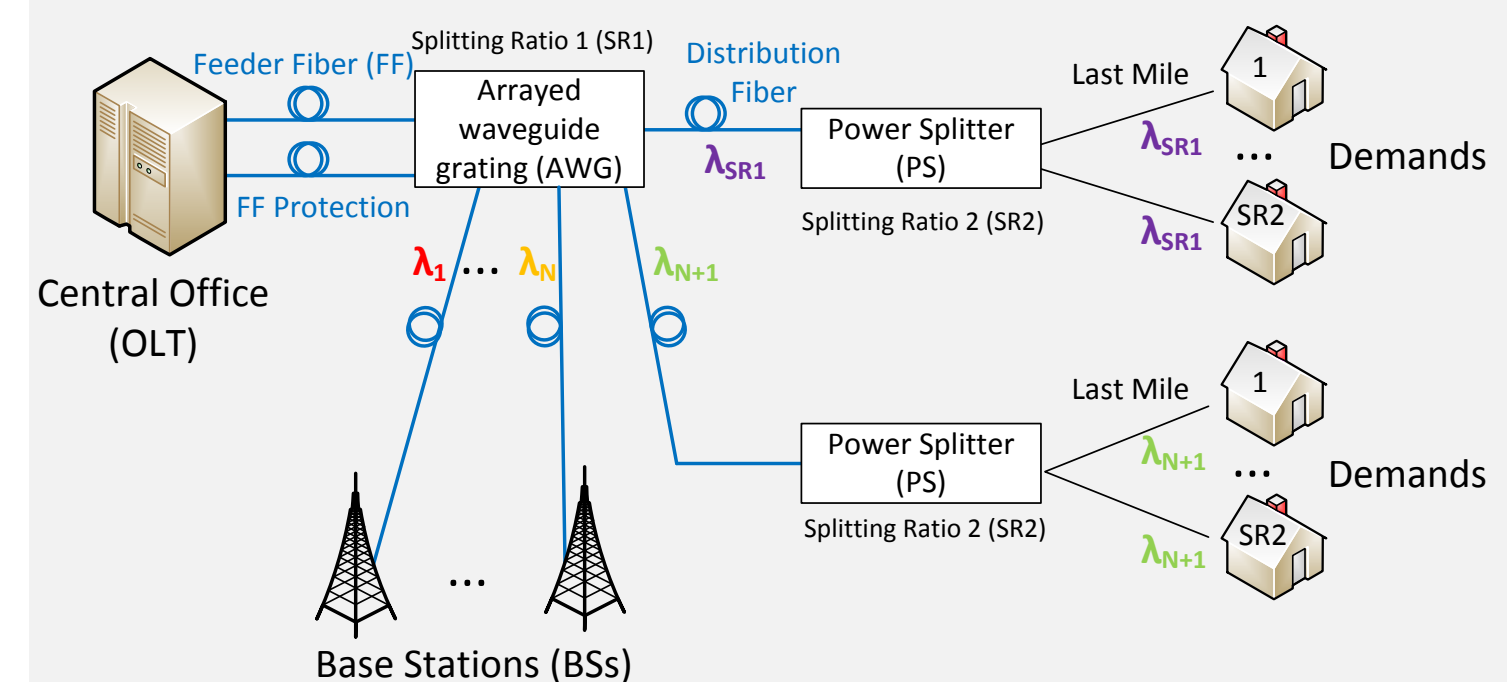 Splitting Ratio 1 (SR1)
Feeder Fiber (FF)
Arrayed
waveguide
grating (AWG)
Distribution
Fiber
λSR1
Power Splitter
(PS)
Splitting Ratio 2 (SR2)
Last Mile
1
λSR1
...
Demands
SR2
λSR1
FF Protection
Central Office
(OLT)
λ1 ... λN
λN+1
Power Splitter
(PS)
Splitting Ratio 2 (SR2)
Last Mile
1
λN+1
...
Demands
SR2
λN+1
...
Base Stations (BSs)